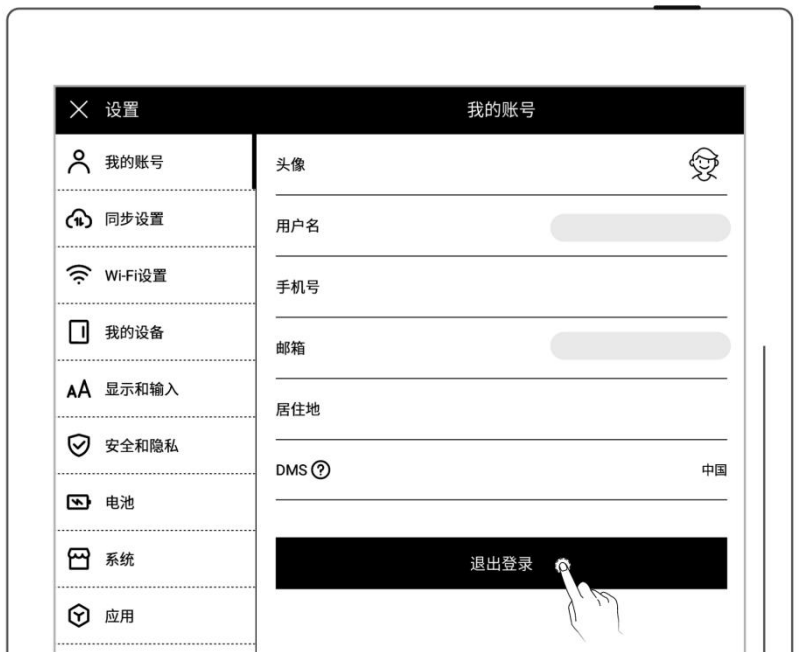 设置
我的账号
我的账号
同步设置
Wi-Fi设置
我的设备
显示和输入
安全和隐私
电池
系统
应用
头像
用户名
手机号
邮箱
居住地
DMS ? 中国
退出登录